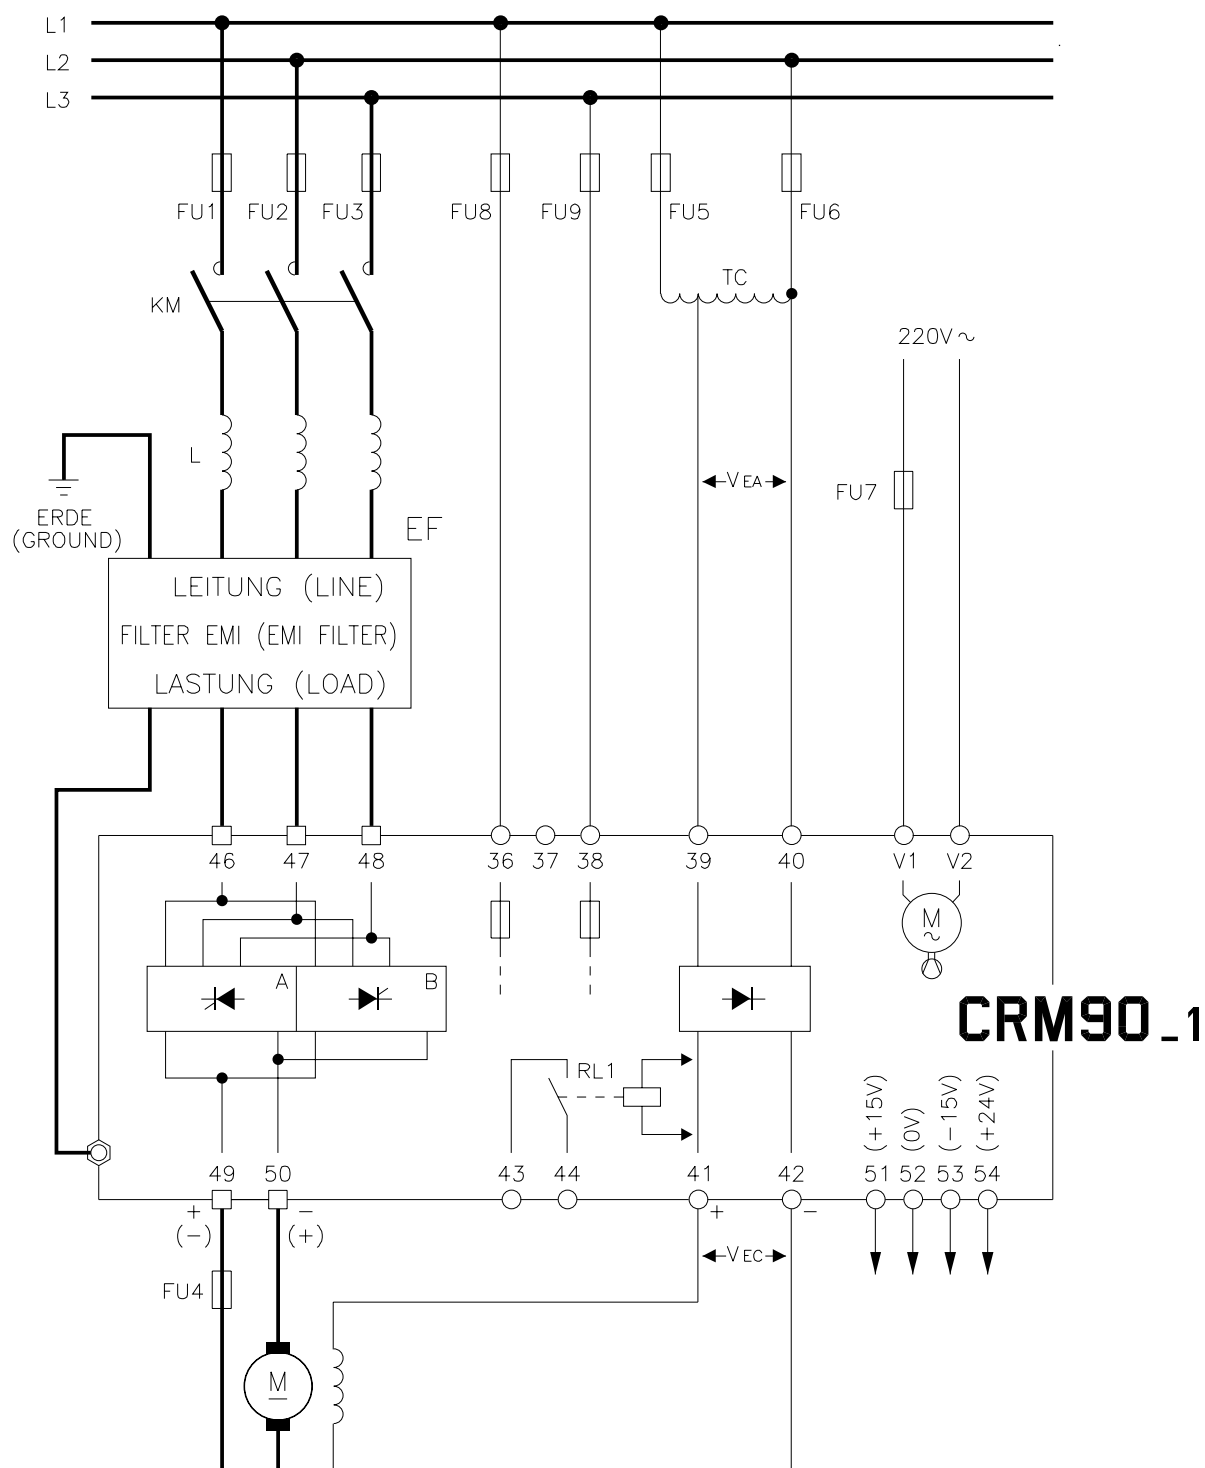 L1
L2
L3
FU1 FU2 FU3 FU8 FU9 FU5 FU6
TC
KM
220V~
L
VEA
FU7
ERDE
(GROUND)
EF
LEITUNG (LINE)
FILTER EMI (EMI FILTER)
LASTUNG (LOAD)
46 47 48 36 37 38 39 40 V1 V2
M
~
A B
CRM90_1
RL1
(+15V) (0V) (-15V) (+24V)
49 50 43 44 41 42 51 52 53 54
+ - + -
(-) (+)
VEC
FU4
M